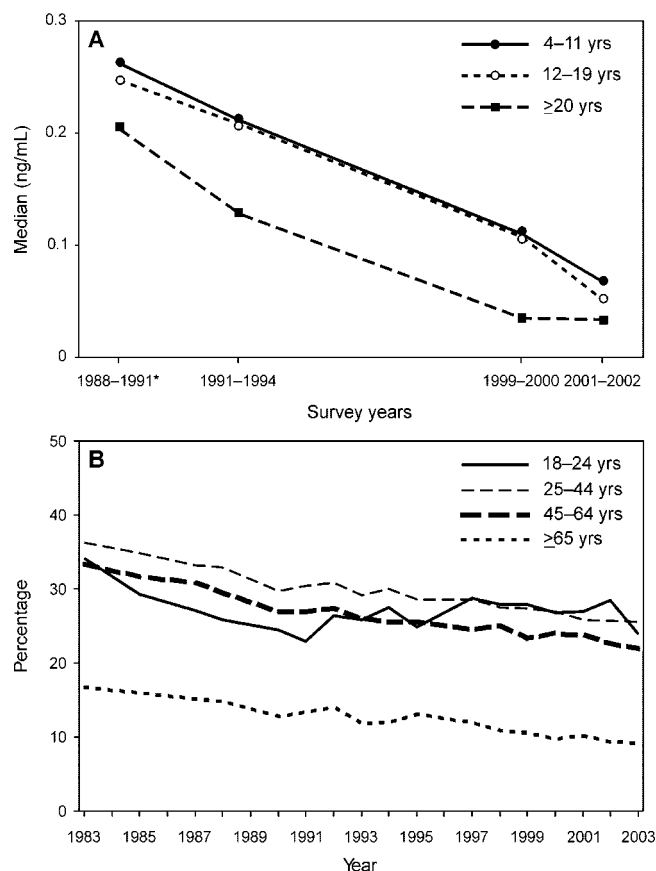 A
0.3
4–11 yrs
12–19 yrs
≥20 yrs
0.2
Median (ng/mL)
0.1
0
1988–1991* 1991–1994 1999–2000 2001–2002
Survey years
B
50
18–24 yrs
25–44 yrs
45–64 yrs
≥65 yrs
40
30
Percentage
20
10
0
1983 1985 1987 1989 1991 1993 1995 1997 1999 2001 2003
Year